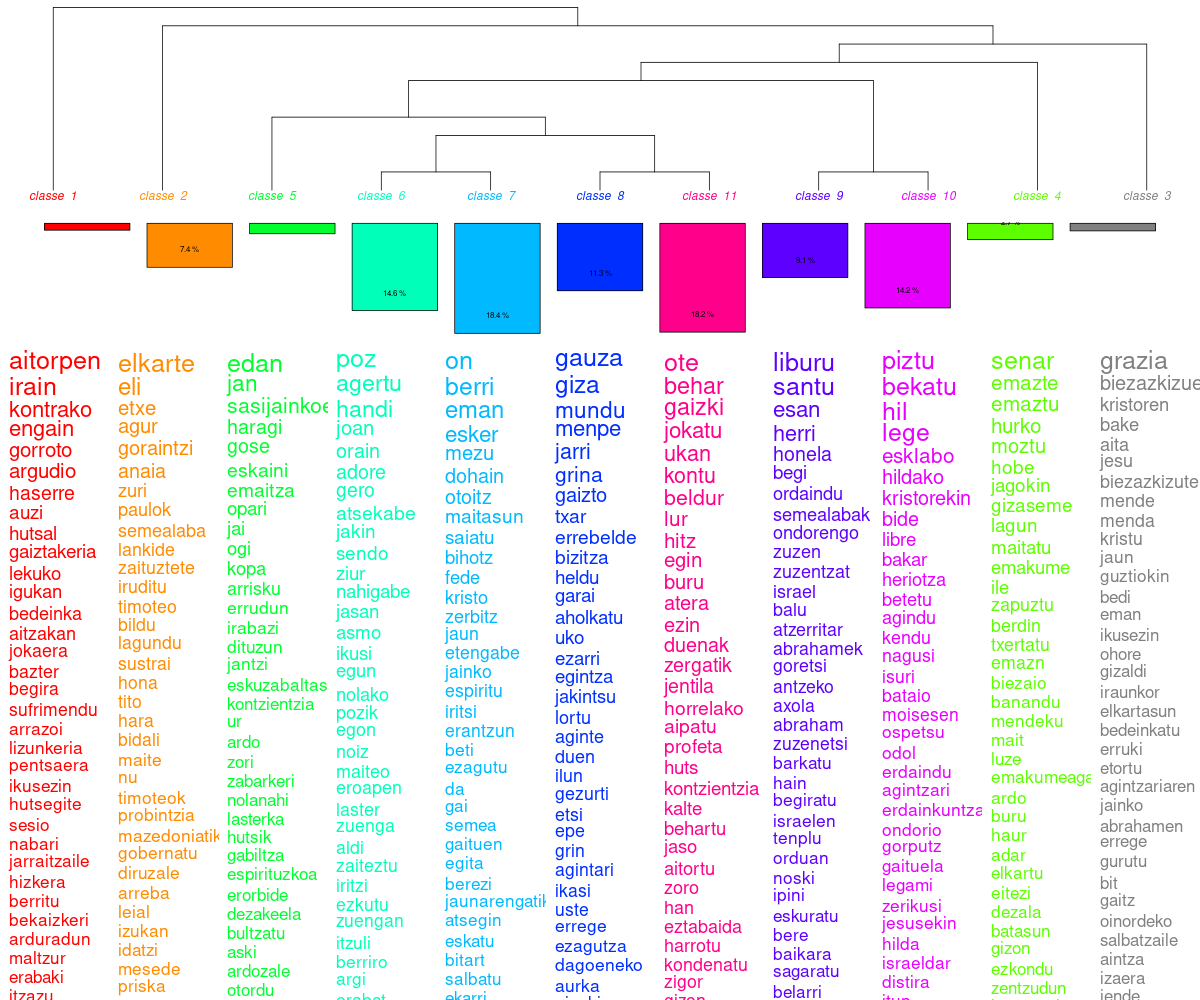 classe 1
classe 2
classe 5
classe 6
classe 7
classe 8
classe 11
classe 9
classe 10
classe 4
classe 3
7.4 %
14.6 %
18.4 %
11.3 %
18.2 %
9.1 %
14.2 %
aitorpen
irain
kontrako
engain
gorroto
argudio
haserre
auzi
hutsal
gaiztakeria
lekuko
igukan
bedeinka
aitzakan
jokaera
bazter
begira
sufrimendu
arrazoi
lizunkeria
pentsaera
ikusezin
hutsegite
sesio
nabari
jarraitzaile
hizkera
berritu
bekaizkeri
arduradun
maltzur
erabaki
itzazu
elkarte
eli
etxe
agur
goraintzi
anaia
zuri
paulok
semealaba
lankide
zaituztete
iruditu
timoteo
bildu
lagundu
sustrai
hona
tito
hara
bidali
maite
nu
timoteok
probintzia
mazedoniatik
gobernatu
diruzale
arreba
leial
izukan
idatzi
mesede
priska
edan
jan
sasijainkoe
haragi
gose
eskaini
emaitza
opari
jai
ogi
kopa
arrisku
errudun
irabazi
dituzun
jantzi
eskuzabaltas
kontzientzia
ur
ardo
zori
zabarkeri
nolanahi
lasterka
hutsik
gabiltza
espirituzkoa
erorbide
dezakeela
bultzatu
aski
ardozale
otordu
poz
agertu
handi
joan
orain
adore
gero
atsekabe
jakin
sendo
ziur
nahigabe
jasan
asmo
ikusi
egun
nolako
pozik
egon
noiz
maiteo
eroapen
laster
zuenga
aldi
zaiteztu
iritzi
ezkutu
zuengan
itzuli
berriro
argi
on
berri
eman
esker
mezu
dohain
otoitz
maitasun
saiatu
bihotz
fede
kristo
zerbitz
jaun
etengabe
jainko
espiritu
iritsi
erantzun
beti
ezagutu
da
gai
semea
gaituen
egita
berezi
jaunarengatik
atsegin
eskatu
bitart
salbatu
ekarri
gauza
giza
mundu
menpe
jarri
grina
gaizto
txar
errebelde
bizitza
heldu
garai
aholkatu
uko
ezarri
egintza
jakintsu
lortu
aginte
duen
ilun
gezurti
etsi
epe
grin
agintari
ikasi
uste
errege
ezagutza
dagoeneko
aurka
ote
behar
gaizki
jokatu
ukan
kontu
beldur
lur
hitz
egin
buru
atera
ezin
duenak
zergatik
jentila
horrelako
aipatu
profeta
huts
kontzientzia
kalte
behartu
jaso
aitortu
zoro
han
eztabaida
harrotu
kondenatu
zigor
gizon
liburu
santu
esan
herri
honela
begi
ordaindu
semealabak
ondorengo
zuzen
zuzentzat
israel
balu
atzerritar
abrahamek
goretsi
antzeko
axola
abraham
zuzenetsi
barkatu
hain
begiratu
israelen
tenplu
orduan
noski
ipini
eskuratu
bere
baikara
sagaratu
belarri
piztu
bekatu
hil
lege
esklabo
hildako
kristorekin
bide
libre
bakar
heriotza
betetu
agindu
kendu
nagusi
isuri
bataio
moisesen
ospetsu
odol
erdaindu
agintzari
erdainkuntza
ondorio
gorputz
gaituela
legami
zerikusi
jesusekin
hilda
israeldar
distira
senar
emazte
emaztu
hurko
moztu
hobe
jagokin
gizaseme
lagun
maitatu
emakume
ile
zapuztu
berdin
txertatu
emazn
biezaio
banandu
mendeku
mait
luze
emakumeaga
ardo
buru
haur
adar
elkartu
eitezi
dezala
batasun
gizon
ezkondu
zentzudun
grazia
biezazkizue
kristoren
bake
aita
jesu
biezazkizute
mende
menda
kristu
jaun
guztiokin
bedi
eman
ikusezin
ohore
gizaldi
iraunkor
elkartasun
bedeinkatu
erruki
etortu
agintzariaren
jainko
abrahamen
errege
gurutu
bit
gaitz
oinordeko
salbatzaile
aintza
izaera
jende